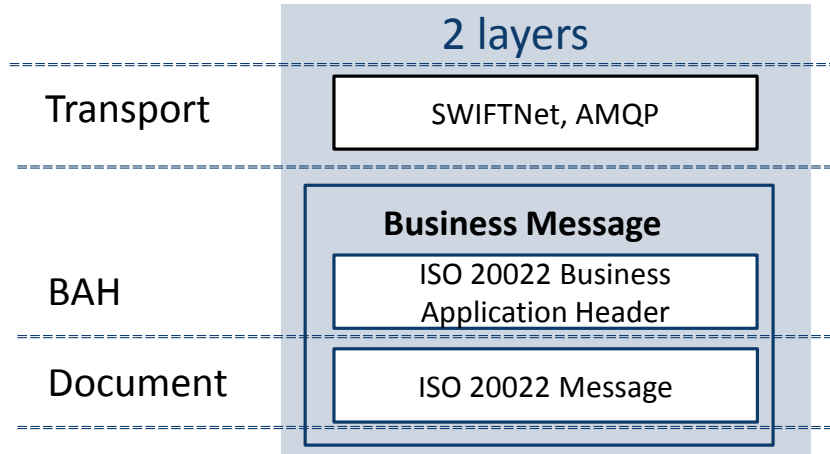 2 layers
Transport
SWIFTNet, AMQP
Business Message
BAH
ISO 20022 Business
Application Header
Document
ISO 20022 Message